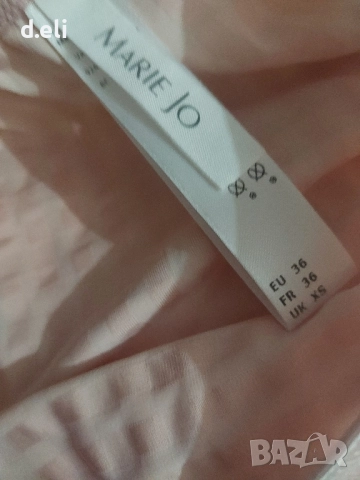 d.eli
MARIE JO
EU 36
FR 36
UK XS
BAZAR